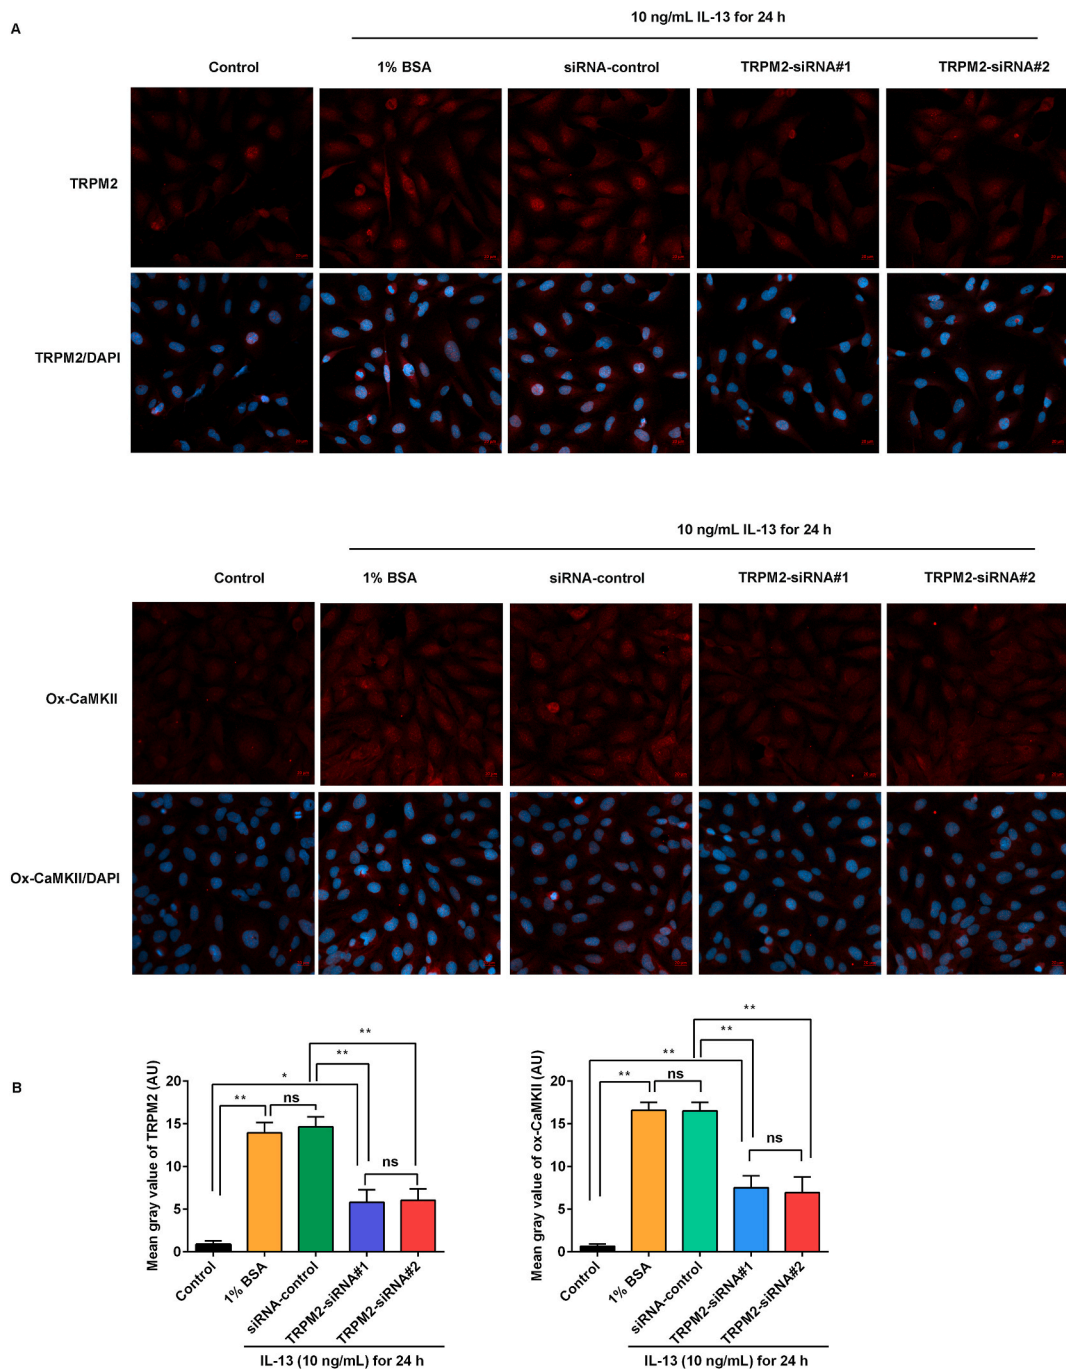 A
10 ng/mL IL-13 for 24 h
Control 1% BSA siRNA-control TRPM2-siRNA#1 TRPM2-siRNA#2
TRPM2
TRPM2/DAPI
10 ng/mL IL-13 for 24 h
Control 1% BSA siRNA-control TRPM2-siRNA#1 TRPM2-siRNA#2
Ox-CaMKII
Ox-CaMKII/DAPI
B
Mean gray value of TRPM2 (AU)
20
15
10
5
0
** ns * ** ** ns
Control
1% BSA
siRNA-control
TRPM2-siRNA#1
TRPM2-siRNA#2
IL-13 (10 ng/mL) for 24 h
Mean gray value of ox-CaMKII (AU)
20
15
10
5
0
** ns ** ** ** ns
Control
1% BSA
siRNA-control
TRPM2-siRNA#1
TRPM2-siRNA#2
IL-13 (10 ng/mL) for 24 h